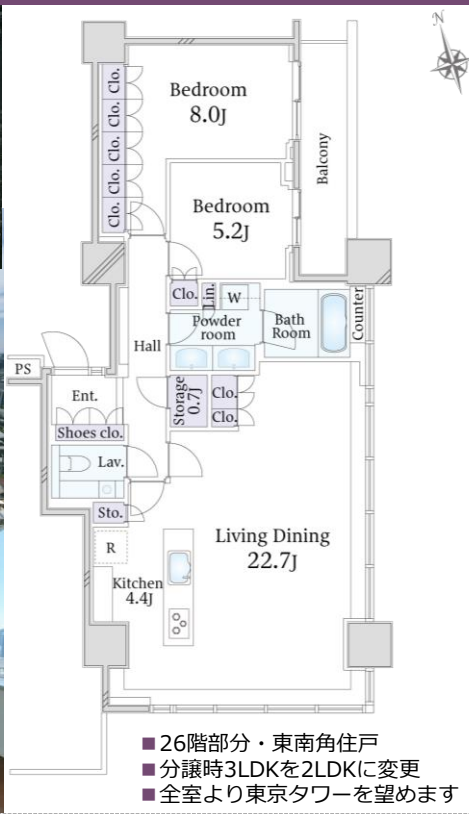 N
Bedroom
8.0J
Clo.
Clo.
Clo.
Clo.
Clo.
Balcony
Bedroom
5.2J
Clo.
Lin.
W
Powder
room
Bath
Room
Counter
Hall
PS
Ent.
Shoes clo.
Storage
0.7J
Clo.
Clo.
Lav.
Sto.
R
Kitchen
4.4J
Living Dining
22.7J
■26階部分・東南角住戸
■分譲時3LDKを2LDKに変更
■全室より東京タワーを望めます